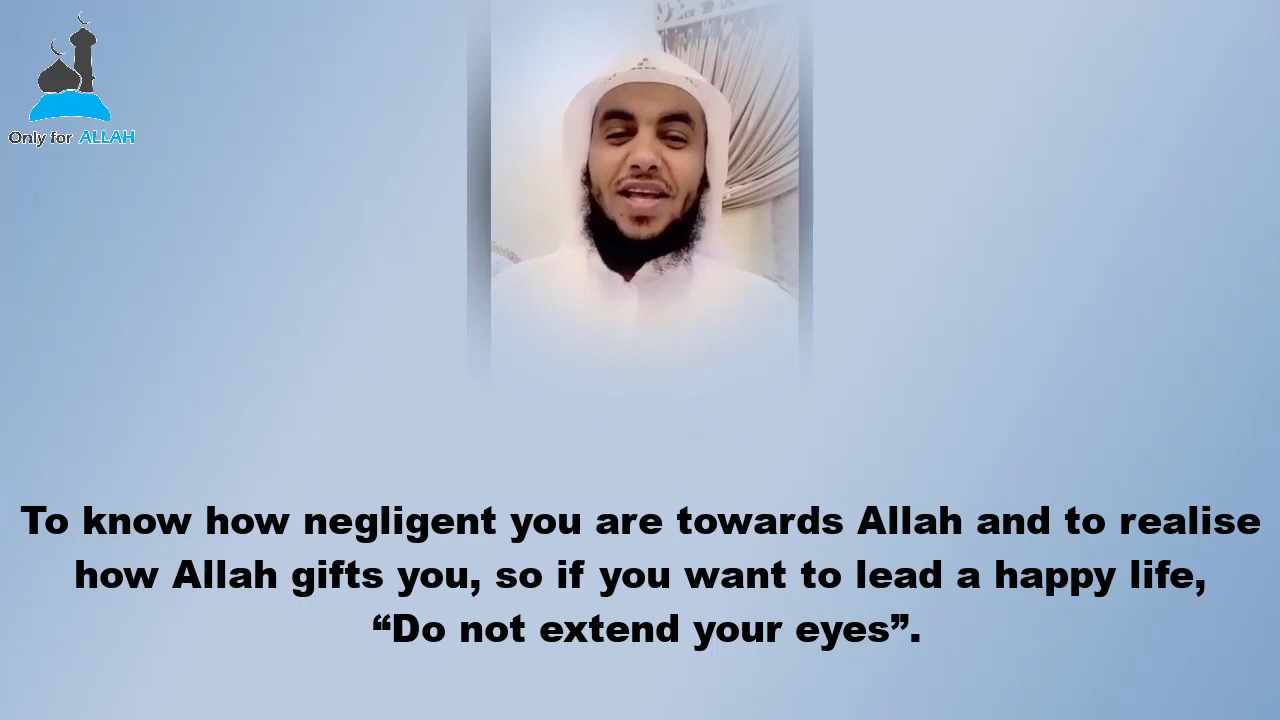 Only for ALLAH
To know how negligent you are towards Allah and to realise
how Allah gifts you, so if you want to lead a happy life,
“Do not extend your eyes”.